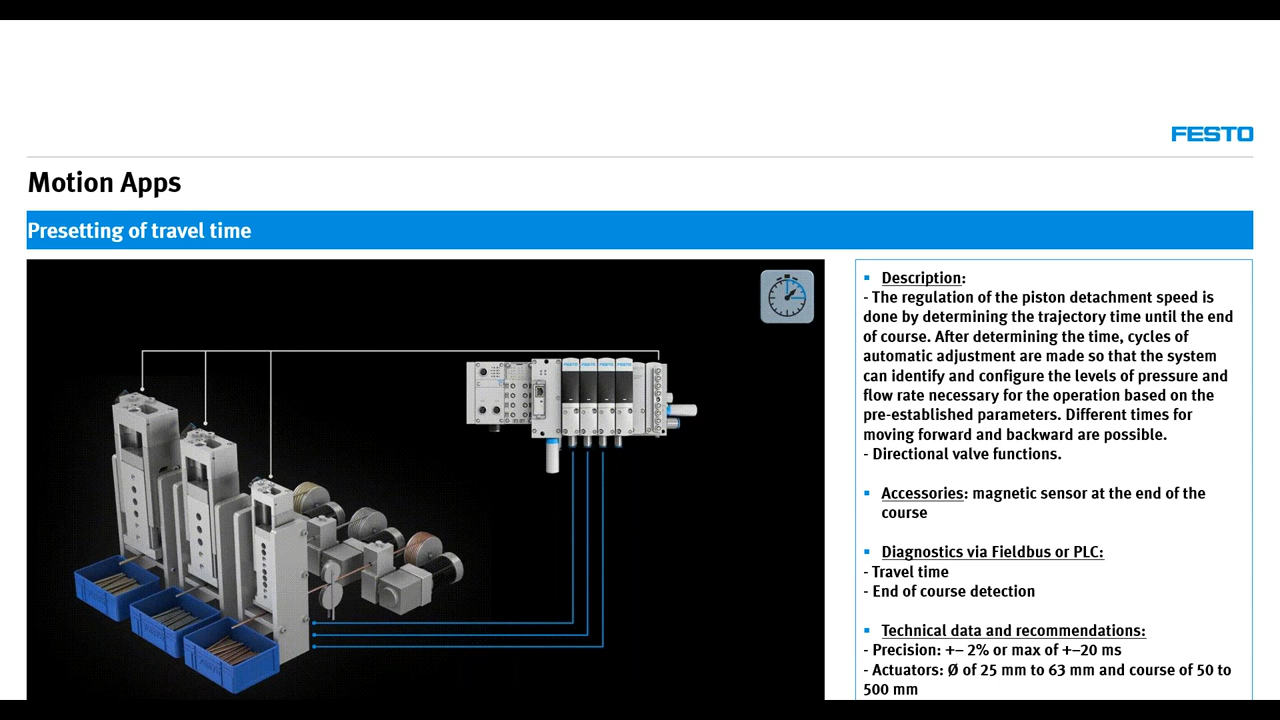 FESTO
Motion Apps
Presetting of travel time
FESTO FESTO FESTO FESTO
▪ Description:
- The regulation of the piston detachment speed is
done by determining the trajectory time until the end
of course. After determining the time, cycles of
automatic adjustment are made so that the system
can identify and configure the levels of pressure and
flow rate necessary for the operation based on the
pre-established parameters. Different times for
moving forward and backward are possible.
- Directional valve functions.
▪ Accessories: magnetic sensor at the end of the
course
▪ Diagnostics via Fieldbus or PLC:
- Travel time
- End of course detection
▪ Technical data and recommendations:
- Precision: +– 2% or max of +–20 ms
- Actuators: Ø of 25 mm to 63 mm and course of 50 to
500 mm